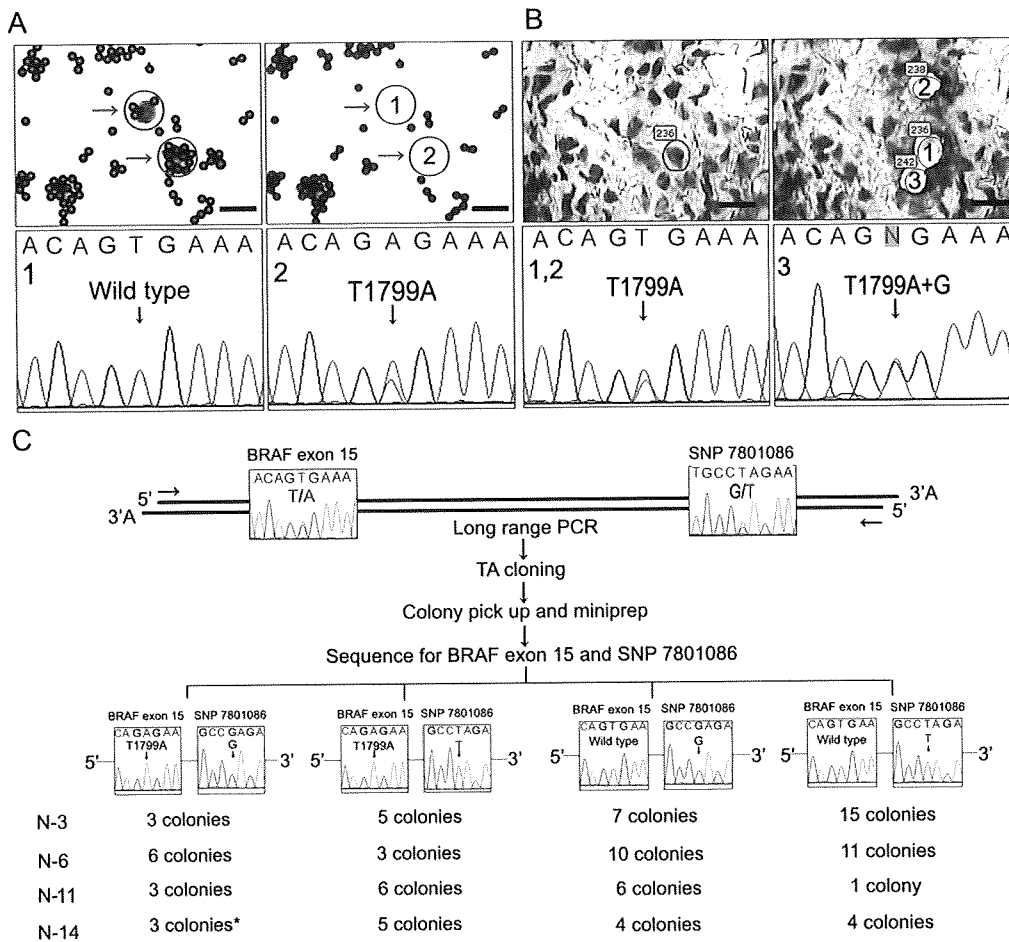 A
B
1
2
236
238
2
236
1
242
3
ACAGTGAAA
1
Wild type
ACAGAGAAA
2
T1799A
ACAGTGAAA
1,2
T1799A
ACAGNGAAA
3
T1799A+G
C
BRAF exon 15
SNP 7801086
ACAGTGAAA
T/A
TGCCTAGAA
G/T
5'
3'A
3'A
5'
Long range PCR
TA cloning
Colony pick up and miniprep
Sequence for BRAF exon 15 and SNP 7801086
BRAF exon 15 SNP 7801086
CAGAGAA GCCGAGA
T1799A G
5' 3'
BRAF exon 15 SNP 7801086
CAGAGAA GCCTAGA
T1799A T
5' 3'
BRAF exon 15 SNP 7801086
CAGTGAA GCCGAGA
Wild type G
5' 3'
BRAF exon 15 SNP 7801086
CAGTGAA GCCTAGA
Wild type T
5' 3'
N-3 3 colonies 5 colonies 7 colonies 15 colonies
N-6 6 colonies 3 colonies 10 colonies 11 colonies
N-11 3 colonies 6 colonies 6 colonies 1 colony
N-14 3 colonies* 5 colonies 4 colonies 4 colonies